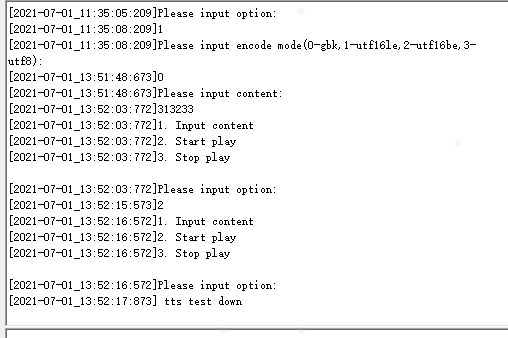 [2021-07-01_11:35:05:209]Please input option:
[2021-07-01_11:35:08:209]1
[2021-07-01_11:35:08:209]Please input encode mode(0-gbk,1-utf16le,2-utf16be,3-
utf8):
[2021-07-01_13:51:48:673]0
[2021-07-01_13:51:48:673]Please input content:
[2021-07-01_13:52:03:772]313233
[2021-07-01_13:52:03:772]1. Input content
[2021-07-01_13:52:03:772]2. Start play
[2021-07-01_13:52:03:772]3. Stop play
[2021-07-01_13:52:03:772]Please input option:
[2021-07-01_13:52:15:573]2
[2021-07-01_13:52:16:572]1. Input content
[2021-07-01_13:52:16:572]2. Start play
[2021-07-01_13:52:16:572]3. Stop play
[2021-07-01_13:52:16:572]Please input option:
[2021-07-01_13:52:17:873] tts test down